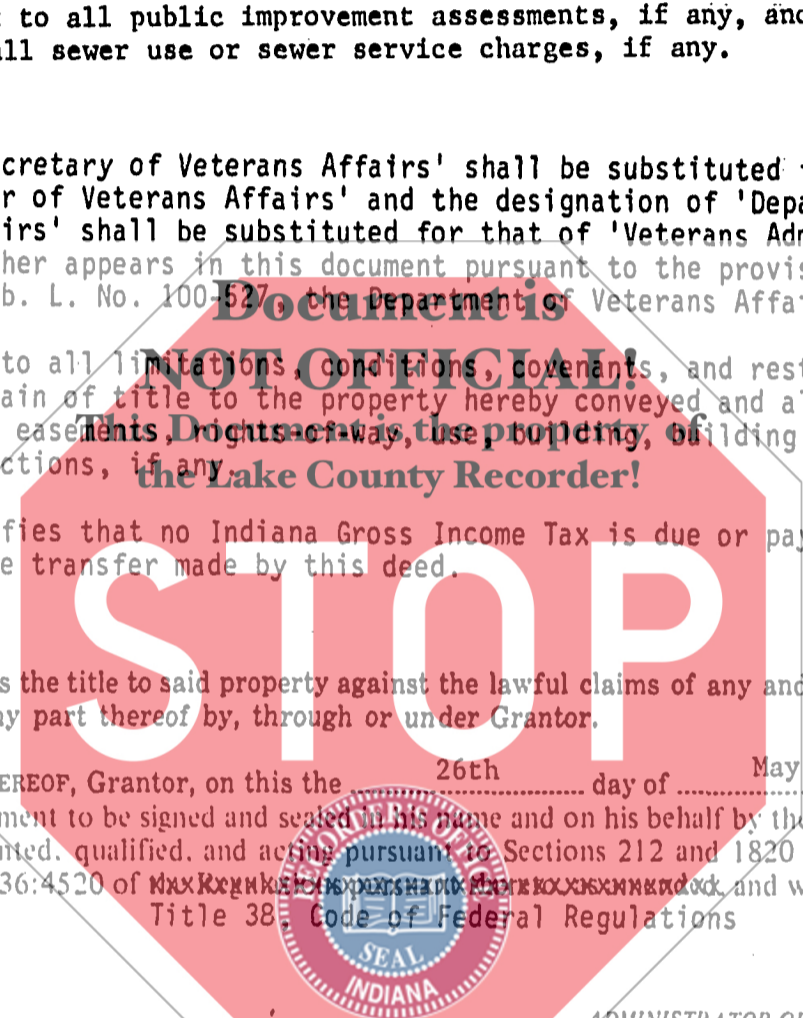 t to all public improvement assessments, if any, and
all sewer use or sewer service charges, if any.
cretary of Veterans Affairs' shall be substituted
r of Veterans Affairs' and the designation of 'Depa
irs' shall be substituted for that of 'Veterans Adm
her appears in this document pursuant to the provis
b. L. No. 100-527, the Department of Veterans Affai
Document is
to all limitations, conditions, covenants, and rest
NOT OFFICIAL!
ain of title to the property hereby conveyed and a
easements, rights-of-way, use, building, building
This Document is the property of
ctions, if any.
the Lake County Recorder!
fies that no Indiana Gross Income Tax is due or pay
e transfer made by this deed.
STOP
s the title to said property against the lawful claims of any and
ny part thereof by, through or under Grantor.
EREOF, Grantor, on this the 26th day of May
ment to be signed and sealed in his name and on his behalf by the
nted, qualified, and acting pursuant to Sections 212 and 1820
36:4520 of and w
Title 38, Code of Federal Regulations
RECORDER'S OFFICE
SEAL
INDIANA